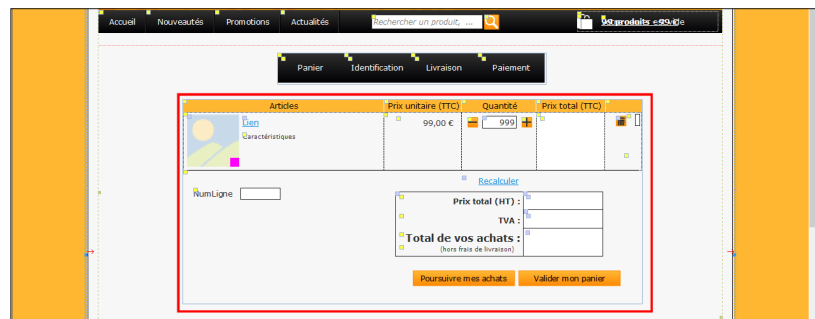 Accueil Nouveautés Promotions Actualités Rechercher un produit, ...
Panier Identification Livraison Paiement
Articles Prix unitaire (TTC) Quantité Prix total (TTC)
Lien 99,00 € 999
Caractéristiques
Recalculer
NumLigne
Prix total (HT) :
TVA :
Total de vos achats :
(hors frais de livraison)
Poursuivre mes achats Valider mon panier